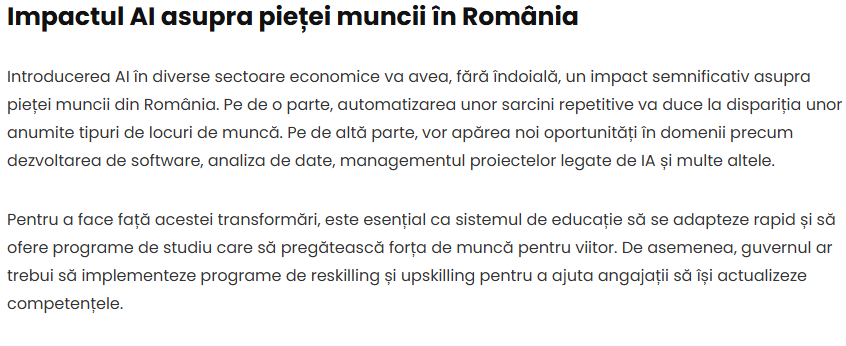 Impactul AI asupra pieței muncii în România
Introducerea AI în diverse sectoare economice va avea, fără îndoială, un impact semnificativ asupra
pieței muncii din România. Pe de o parte, automatizarea unor sarcini repetitive va duce la dispariția unor
anumite tipuri de locuri de muncă. Pe de altă parte, vor apărea noi oportunități în domenii precum
dezvoltarea de software, analiza de date, managementul proiectelor legate de IA și multe altele.
Pentru a face față acestei transformări, este esențial ca sistemul de educație să se adapteze rapid și să
ofere programe de studiu care să pregătească forța de muncă pentru viitor. De asemenea, guvernul ar
trebui să implementeze programe de reskilling și upskilling pentru a ajuta angajații să își actualizeze
competențele.